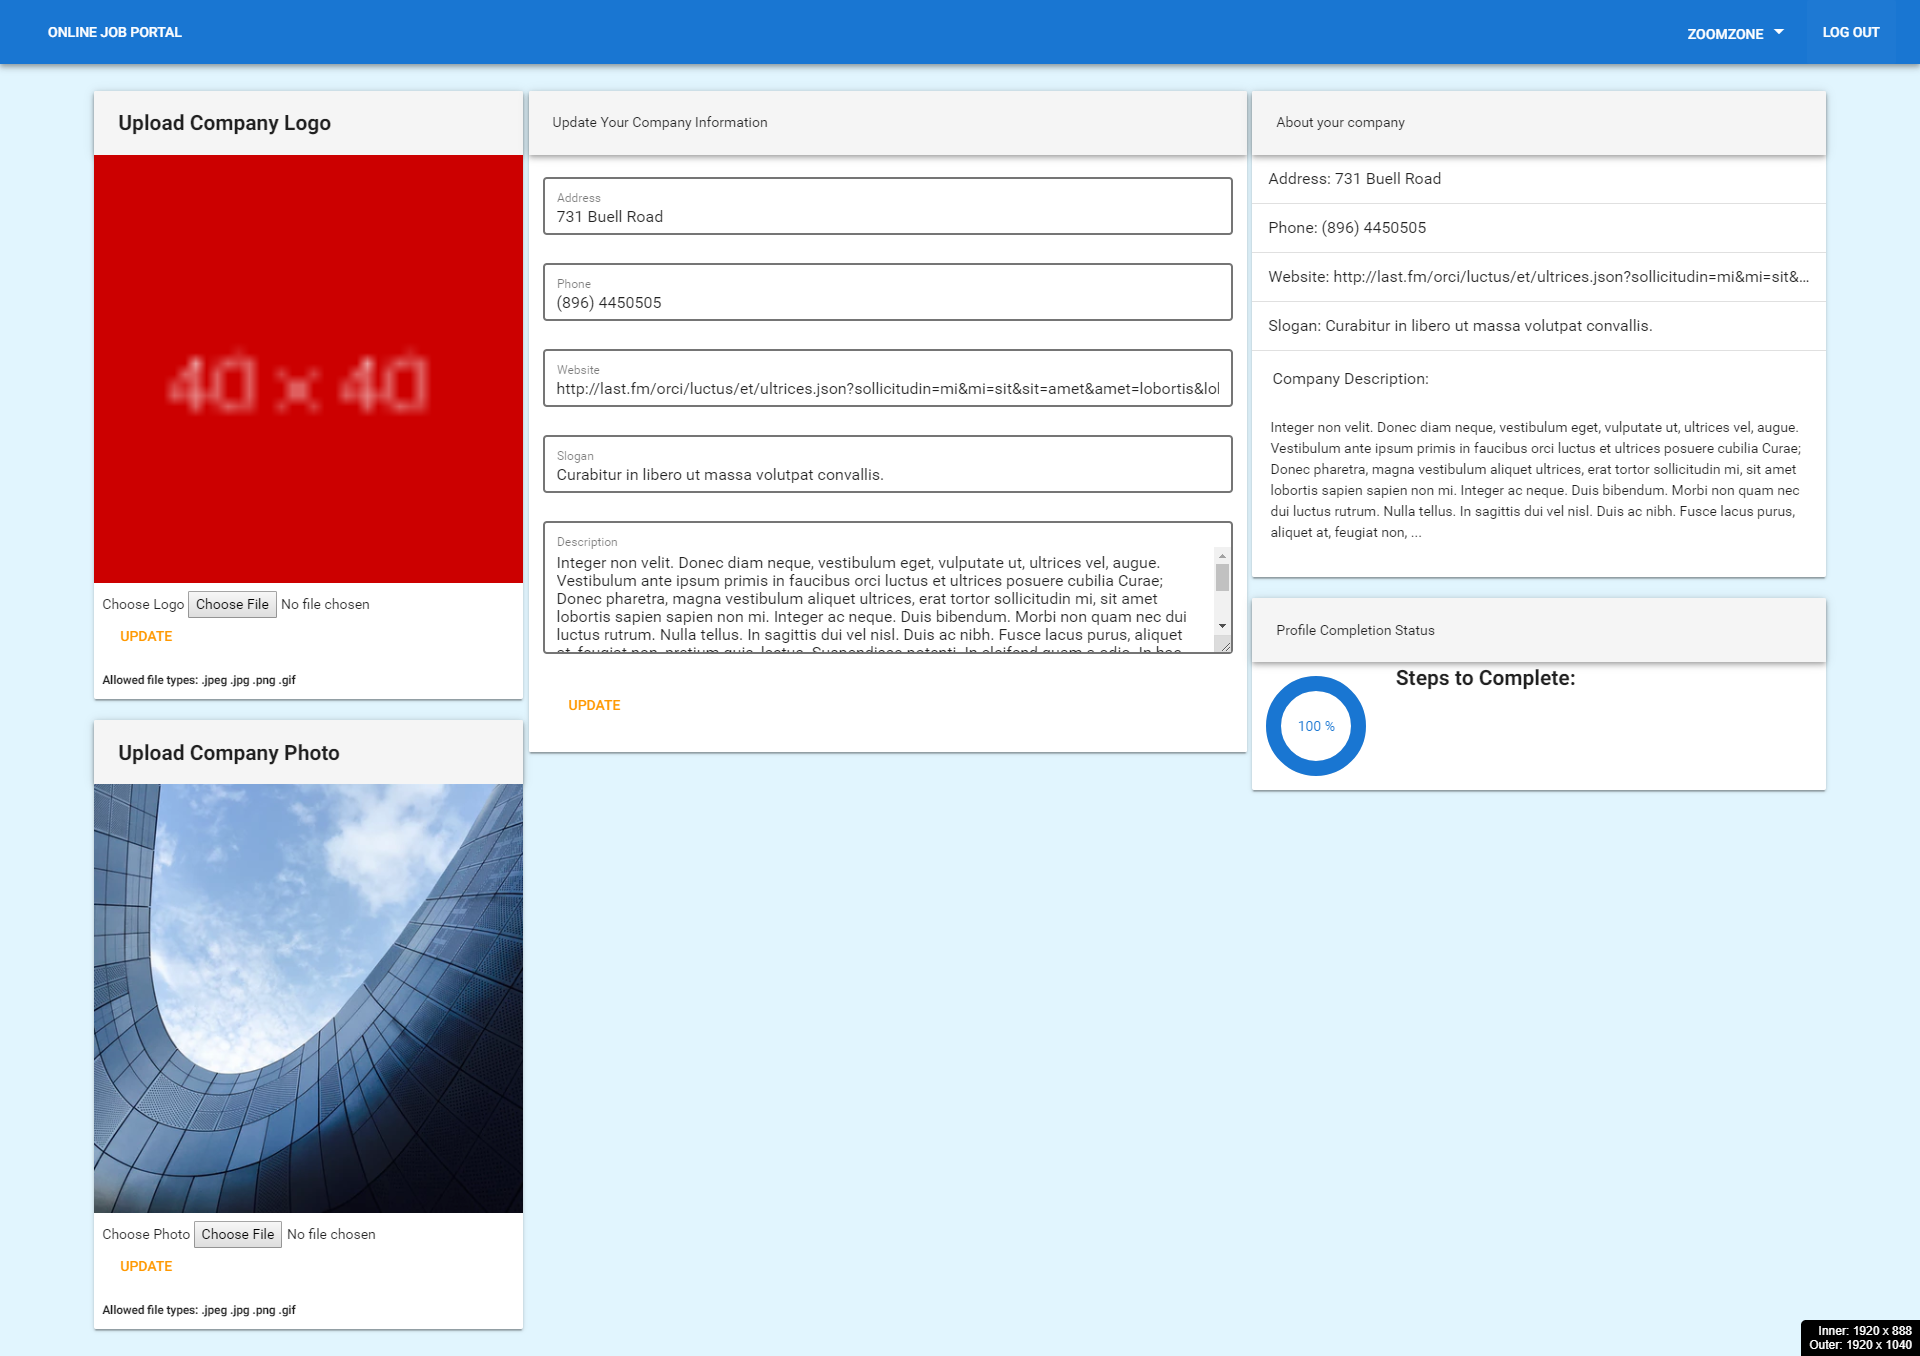 ONLINE JOB PORTAL
ZOOMZONE
LOG OUT
Upload Company Logo
40 x 40
Choose Logo Choose File No file chosen
UPDATE
Allowed file types: .jpeg .jpg .png .gif
Upload Company Photo
Choose Photo Choose File No file chosen
UPDATE
Allowed file types: .jpeg .jpg .png .gif
Update Your Company Information
Address
731 Buell Road
Phone
(896) 4450505
Website
http://last.fm/orci/luctus/et/ultrices.json?sollicitudin=mi&mi=sit&sit=amet&amet=lobortis&lo
Slogan
Curabitur in libero ut massa volutpat convallis.
Description
Integer non velit. Donec diam neque, vestibulum eget, vulputate ut, ultrices vel, augue.
Vestibulum ante ipsum primis in faucibus orci luctus et ultrices posuere cubilia Curae;
Donec pharetra, magna vestibulum aliquet ultrices, erat tortor sollicitudin mi, sit amet
lobortis sapien sapien non mi. Integer ac neque. Duis bibendum. Morbi non quam nec dui
luctus rutrum. Nulla tellus. In sagittis dui vel nisl. Duis ac nibh. Fusce lacus purus, aliquet
UPDATE
About your company
Address: 731 Buell Road
Phone: (896) 4450505
Website: http://last.fm/orci/luctus/et/ultrices.json?sollicitudin=mi&mi=sit&...
Slogan: Curabitur in libero ut massa volutpat convallis.
Company Description:
Integer non velit. Donec diam neque, vestibulum eget, vulputate ut, ultrices vel, augue.
Vestibulum ante ipsum primis in faucibus orci luctus et ultrices posuere cubilia Curae;
Donec pharetra, magna vestibulum aliquet ultrices, erat tortor sollicitudin mi, sit amet
lobortis sapien sapien non mi. Integer ac neque. Duis bibendum. Morbi non quam nec
dui luctus rutrum. Nulla tellus. In sagittis dui vel nisl. Duis ac nibh. Fusce lacus purus,
aliquet at, feugiat non, ...
Profile Completion Status
Steps to Complete:
100 %
Inner: 1920 x 888
Outer: 1920 x 1040